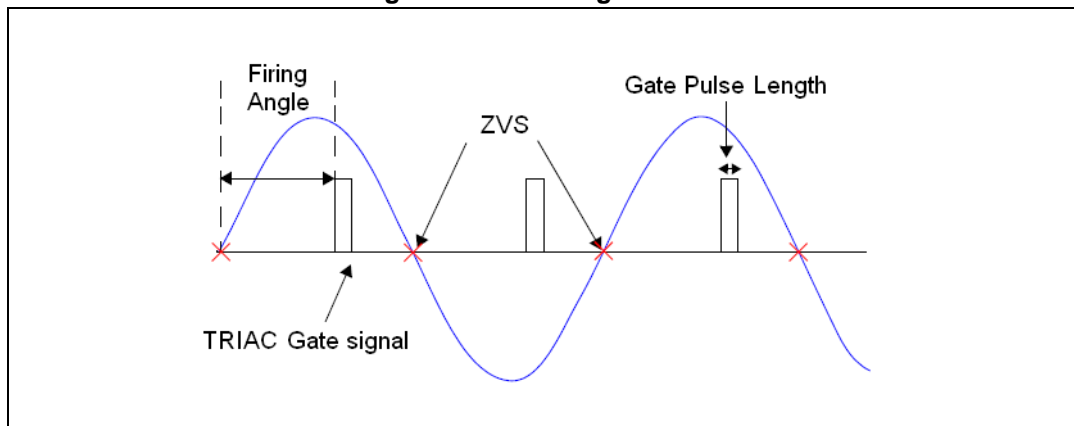 Firing
Angle
Gate Pulse Length
ZVS
TRIAC Gate signal